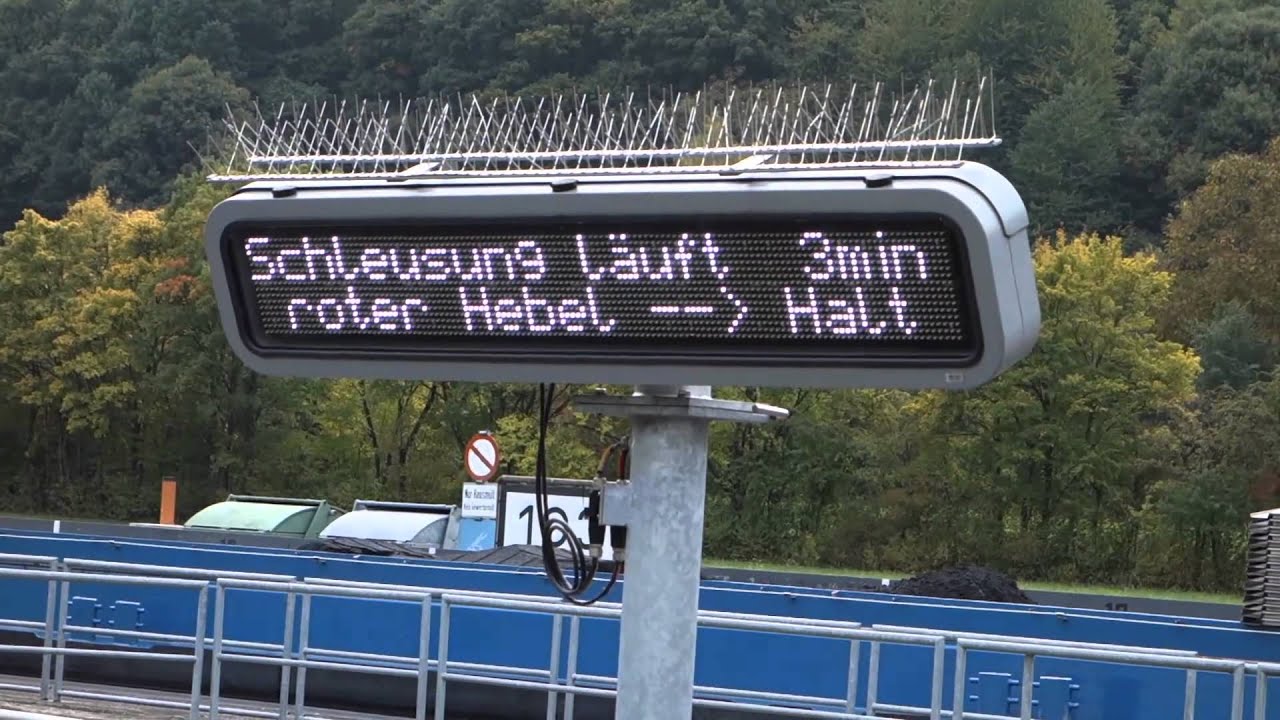 Schleusung läuft 3min
roter Hebel --> Halt